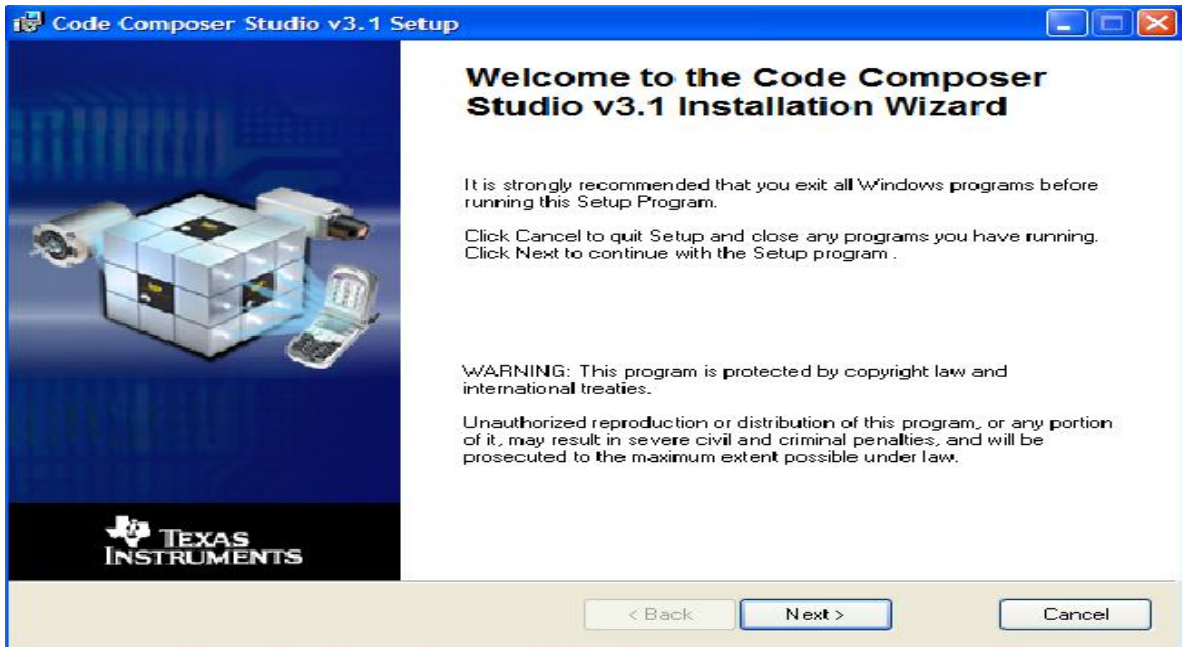 Code Composer Studio v3.1 Setup
Welcome to the Code Composer
Studio v3.1 Installation Wizard
It is strongly recommended that you exit all Windows programs before
running this Setup Program.
Click Cancel to quit Setup and close any programs you have running.
Click Next to continue with the Setup program .
WARNING: This program is protected by copyright law and
international treaties.
Unauthorized reproduction or distribution of this program, or any portion
of it, may result in severe civil and criminal penalties, and will be
prosecuted to the maximum extent possible under law.
TEXAS
INSTRUMENTS
< Back
Next >
Cancel